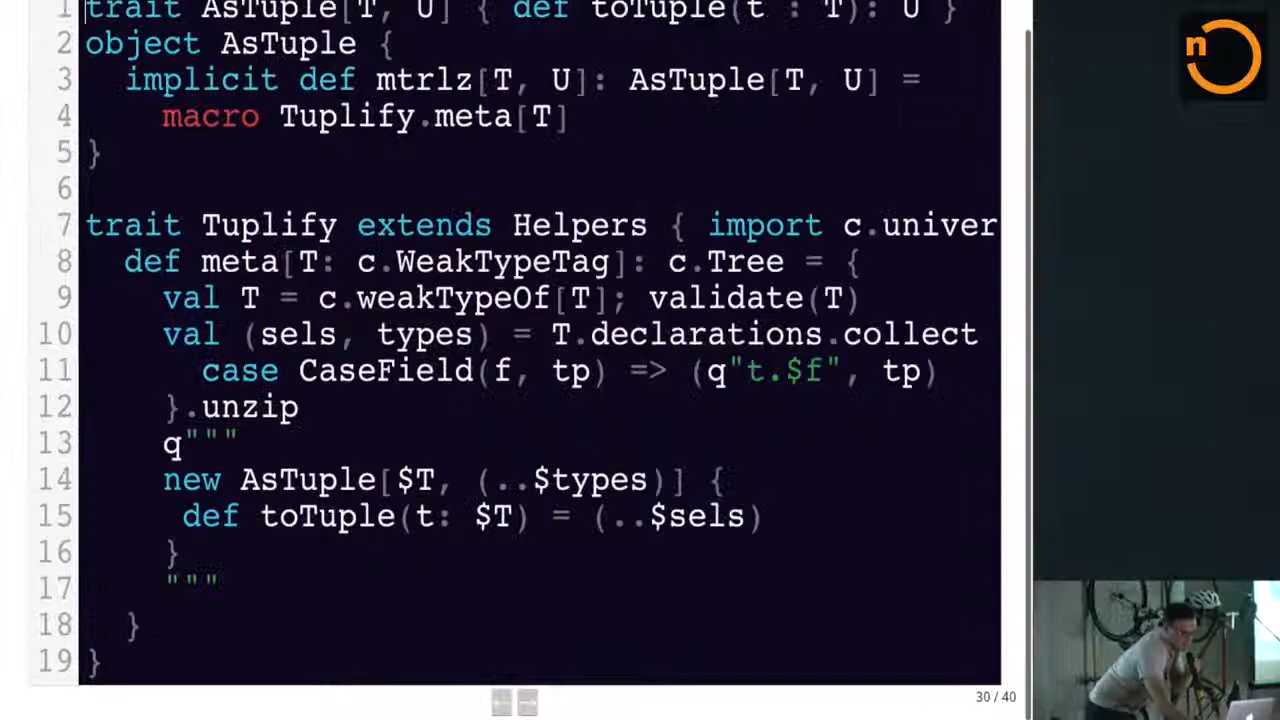 1 trait AsTuple[T, U] { def toTuple(t : T): U }
2 object AsTuple {
3 implicit def mtrlz[T, U]: AsTuple[T, U] =
4 macro Tuplify.meta[T]
5 }
6
7 trait Tuplify extends Helpers { import c.univer
8 def meta[T: c.WeakTypeTag]: c.Tree = {
9 val T = c.weakTypeOf[T]; validate(T)
10 val (sels, types) = T.declarations.collect
11 case CaseField(f, tp) => (q"t.$f", tp)
12 }.unzip
13 q"""
14 new AsTuple[$T, (..$types)] {
15 def toTuple(t: $T) = (..$sels)
16 }
17 """
18 }
19 }
30 / 40
n